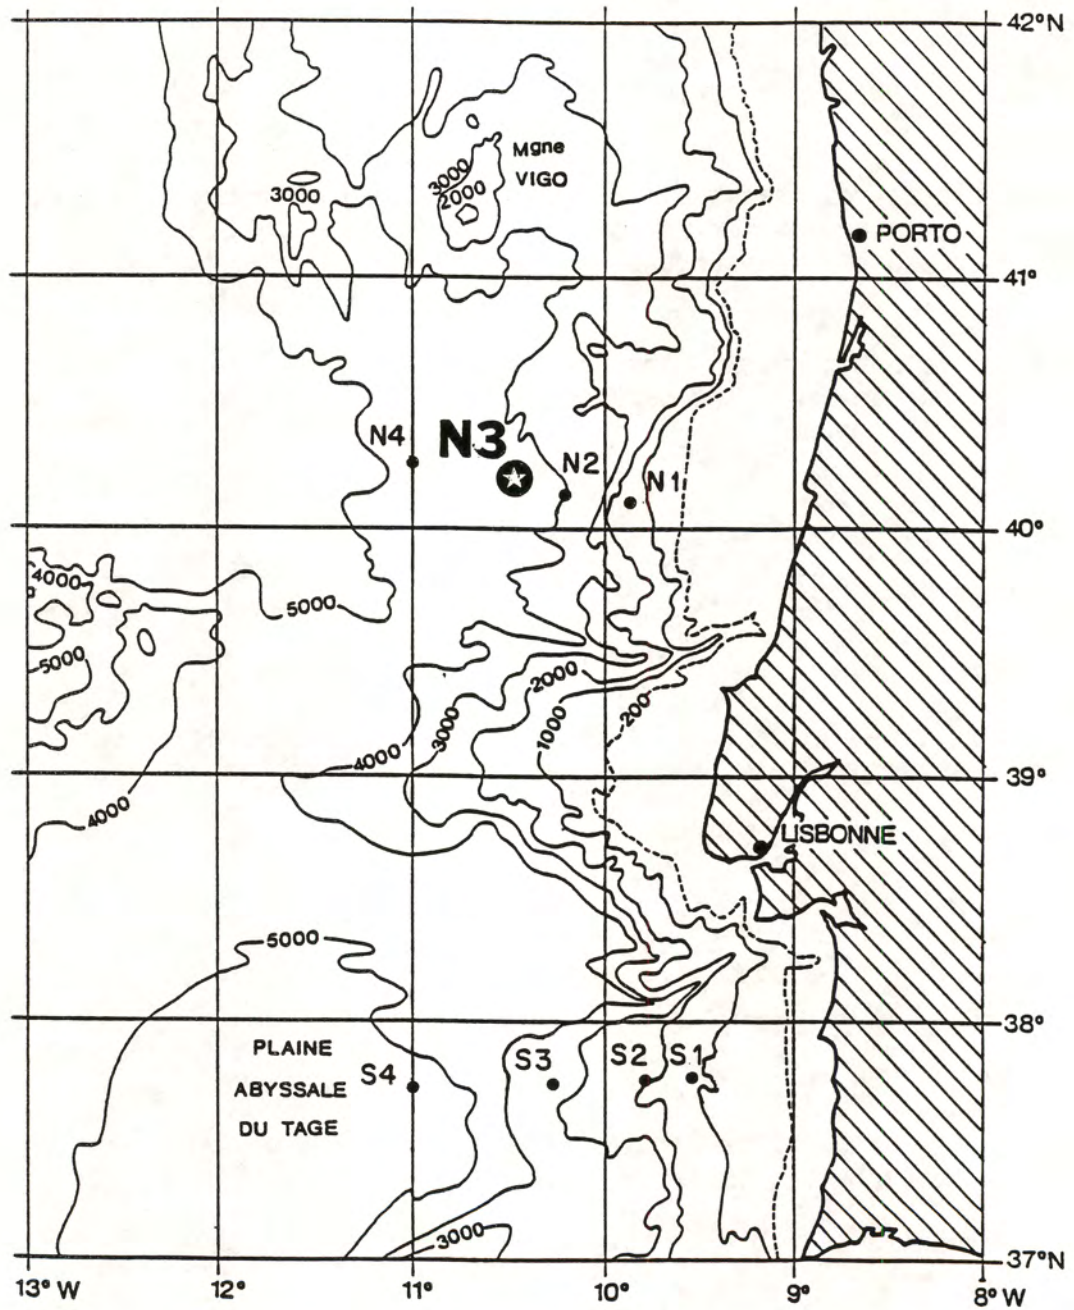 42°N
Mgne
VIGO
3000
2000
3000
PORTO
41°
N4
N3
N2
N1
40°
4000
5000
5000
2000
200
3000
1000
4000
39°
4000
LISBONNE
5000
38°
PLAINE
ABYSSALE
DU TAGE
S4
S3
S2
S1
3000
37°N
13° W
12°
11°
10°
9°
8° W